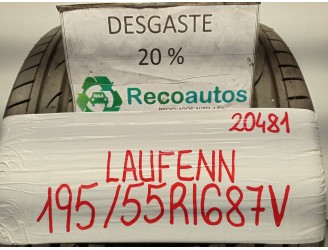 DESGASTE
20 %
Recoautos
20481
LAUFENN
195/55R1687V